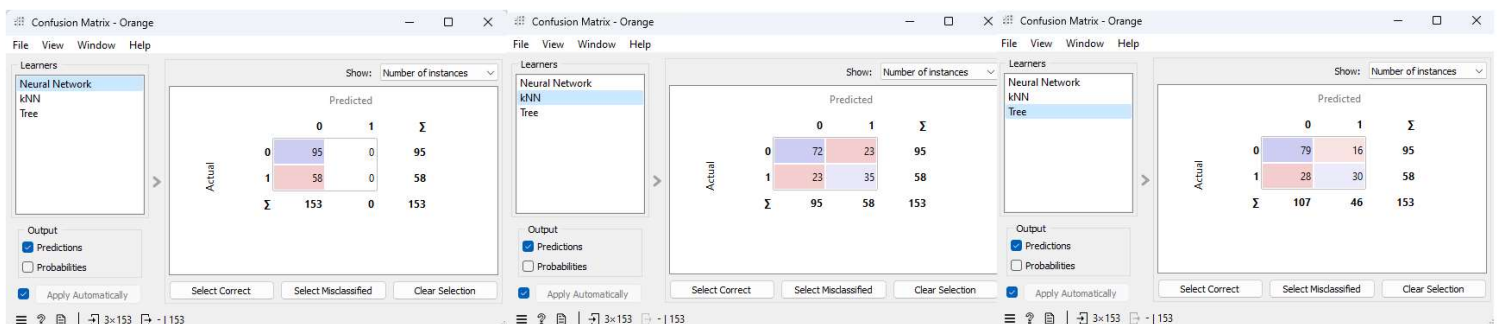 Confusion Matrix - Orange
File View Window Help
Learners
Neural Network
kNN
Tree
Show: Number of instances
Predicted
0 1 Σ
Actual
0 95 0 95
1 58 0 58
Σ 153 0 153
Output
Predictions
Probabilities
Apply Automatically
Select Correct Select Misclassified Clear Selection
3×153 - | 153
Confusion Matrix - Orange
File View Window Help
Learners
Neural Network
kNN
Tree
Show: Number of instances
Predicted
0 1 Σ
Actual
0 72 23 95
1 23 35 58
Σ 95 58 153
Output
Predictions
Probabilities
Apply Automatically
Select Correct Select Misclassified Clear Selection
3×153 - | 153
Confusion Matrix - Orange
File View Window Help
Learners
Neural Network
kNN
Tree
Show: Number of instances
Predicted
0 1 Σ
Actual
0 79 16 95
1 28 30 58
Σ 107 46 153
Output
Predictions
Probabilities
Apply Automatically
Select Correct Select Misclassified Clear Selection
3×153 - | 153